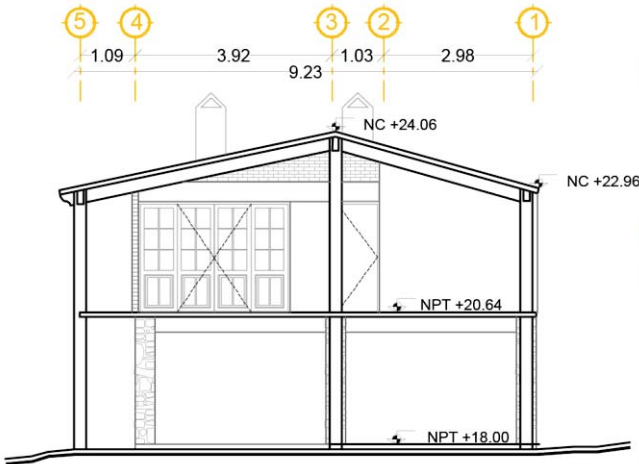 5 4 3 2 1
1.09 3.92 1.03 2.98
9.23
NC +24.06
NC +22.96
NPT +20.64
NPT +18.00